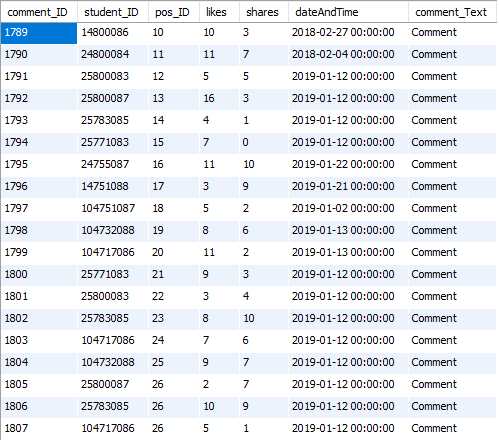 comment_ID student_ID pos_ID likes shares dateAndTime comment_Text
1789 14800086 10 10 3 2018-02-27 00:00:00 Comment
1790 24800084 11 11 7 2018-02-04 00:00:00 Comment
1791 25800083 12 5 5 2019-01-12 00:00:00 Comment
1792 25800087 13 16 3 2019-01-12 00:00:00 Comment
1793 25783085 14 4 1 2019-01-12 00:00:00 Comment
1794 25771083 15 7 0 2019-01-12 00:00:00 Comment
1795 24755087 16 11 10 2019-01-22 00:00:00 Comment
1796 14751088 17 3 9 2019-01-21 00:00:00 Comment
1797 104751087 18 5 2 2019-01-02 00:00:00 Comment
1798 104732088 19 8 6 2019-01-13 00:00:00 Comment
1799 104717086 20 11 2 2019-01-13 00:00:00 Comment
1800 25771083 21 9 3 2019-01-12 00:00:00 Comment
1801 25800083 22 3 4 2019-01-12 00:00:00 Comment
1802 25783085 23 8 10 2019-01-12 00:00:00 Comment
1803 104717086 24 7 6 2019-01-12 00:00:00 Comment
1804 104732088 25 9 7 2019-01-12 00:00:00 Comment
1805 25800087 26 2 7 2019-01-12 00:00:00 Comment
1806 25783085 26 10 9 2019-01-12 00:00:00 Comment
1807 104717086 26 5 1 2019-01-12 00:00:00 Comment